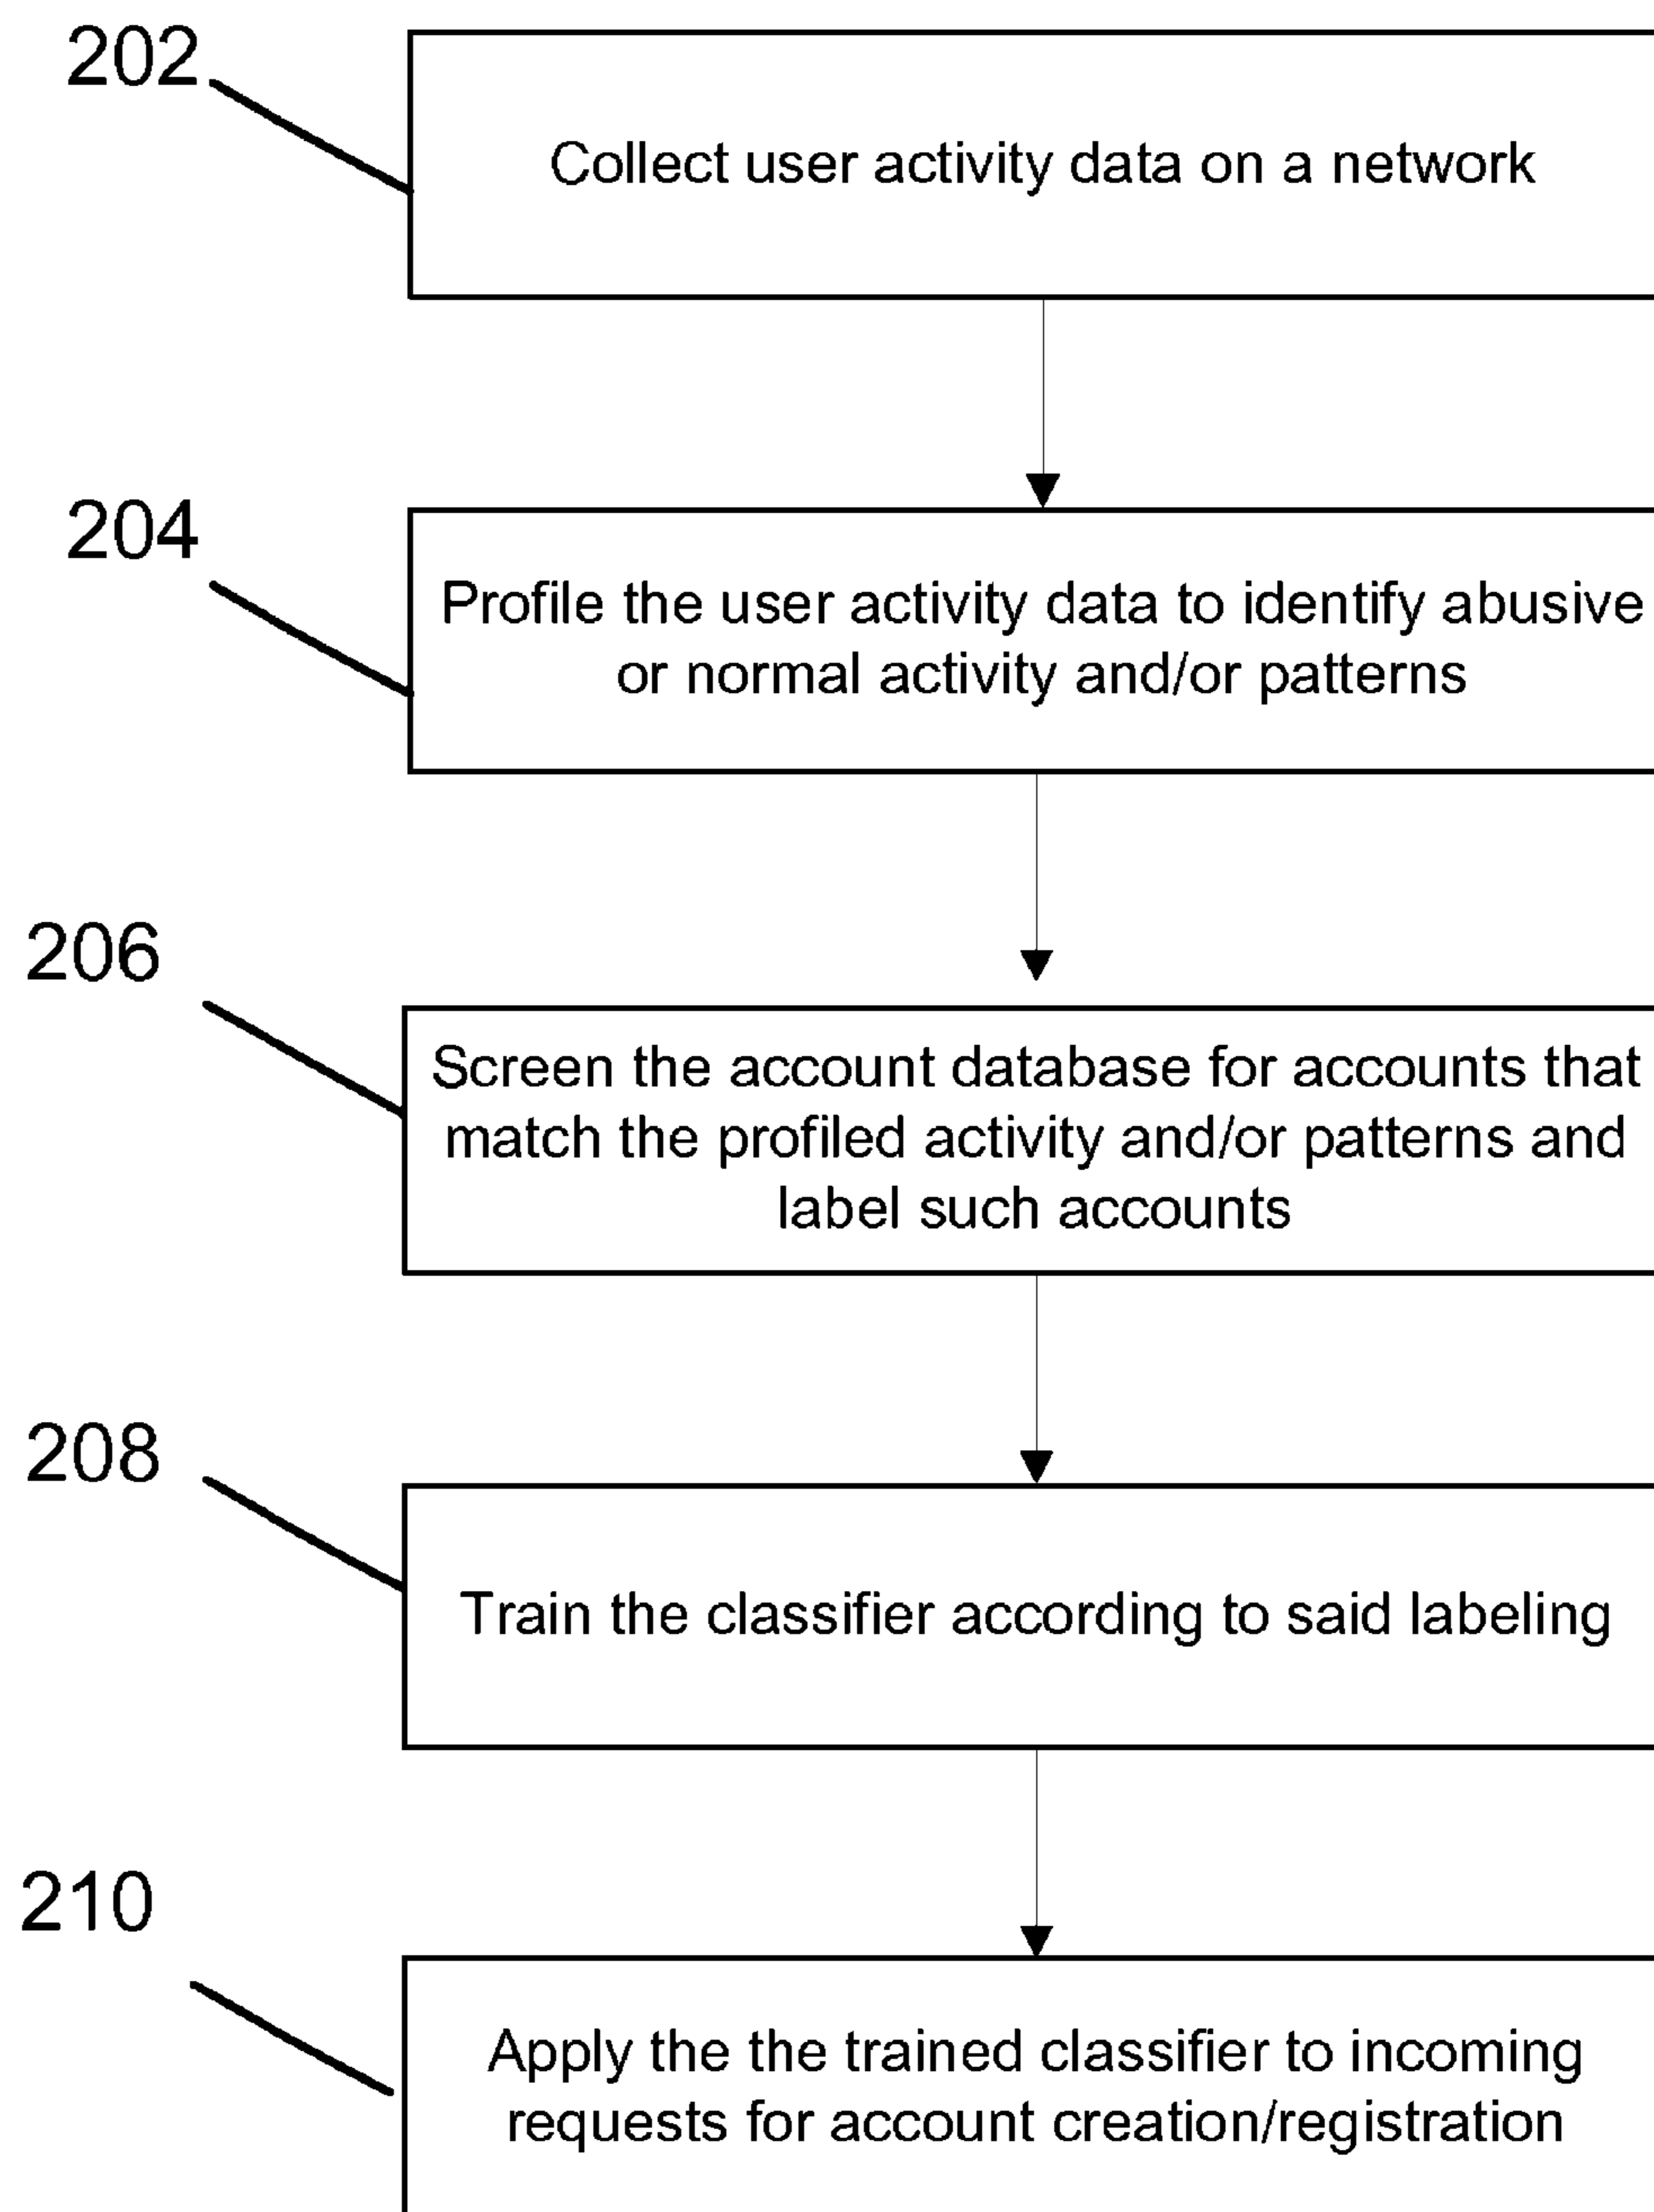 202
Collect user activity data on a network
204
Profile the user activity data to identify abusive
or normal activity and/or patterns
206
Screen the account database for accounts that
match the profiled activity and/or patterns and
label such accounts
208
Train the classifier according to said labeling
210
Apply the the trained classifier to incoming
requests for account creation/registration